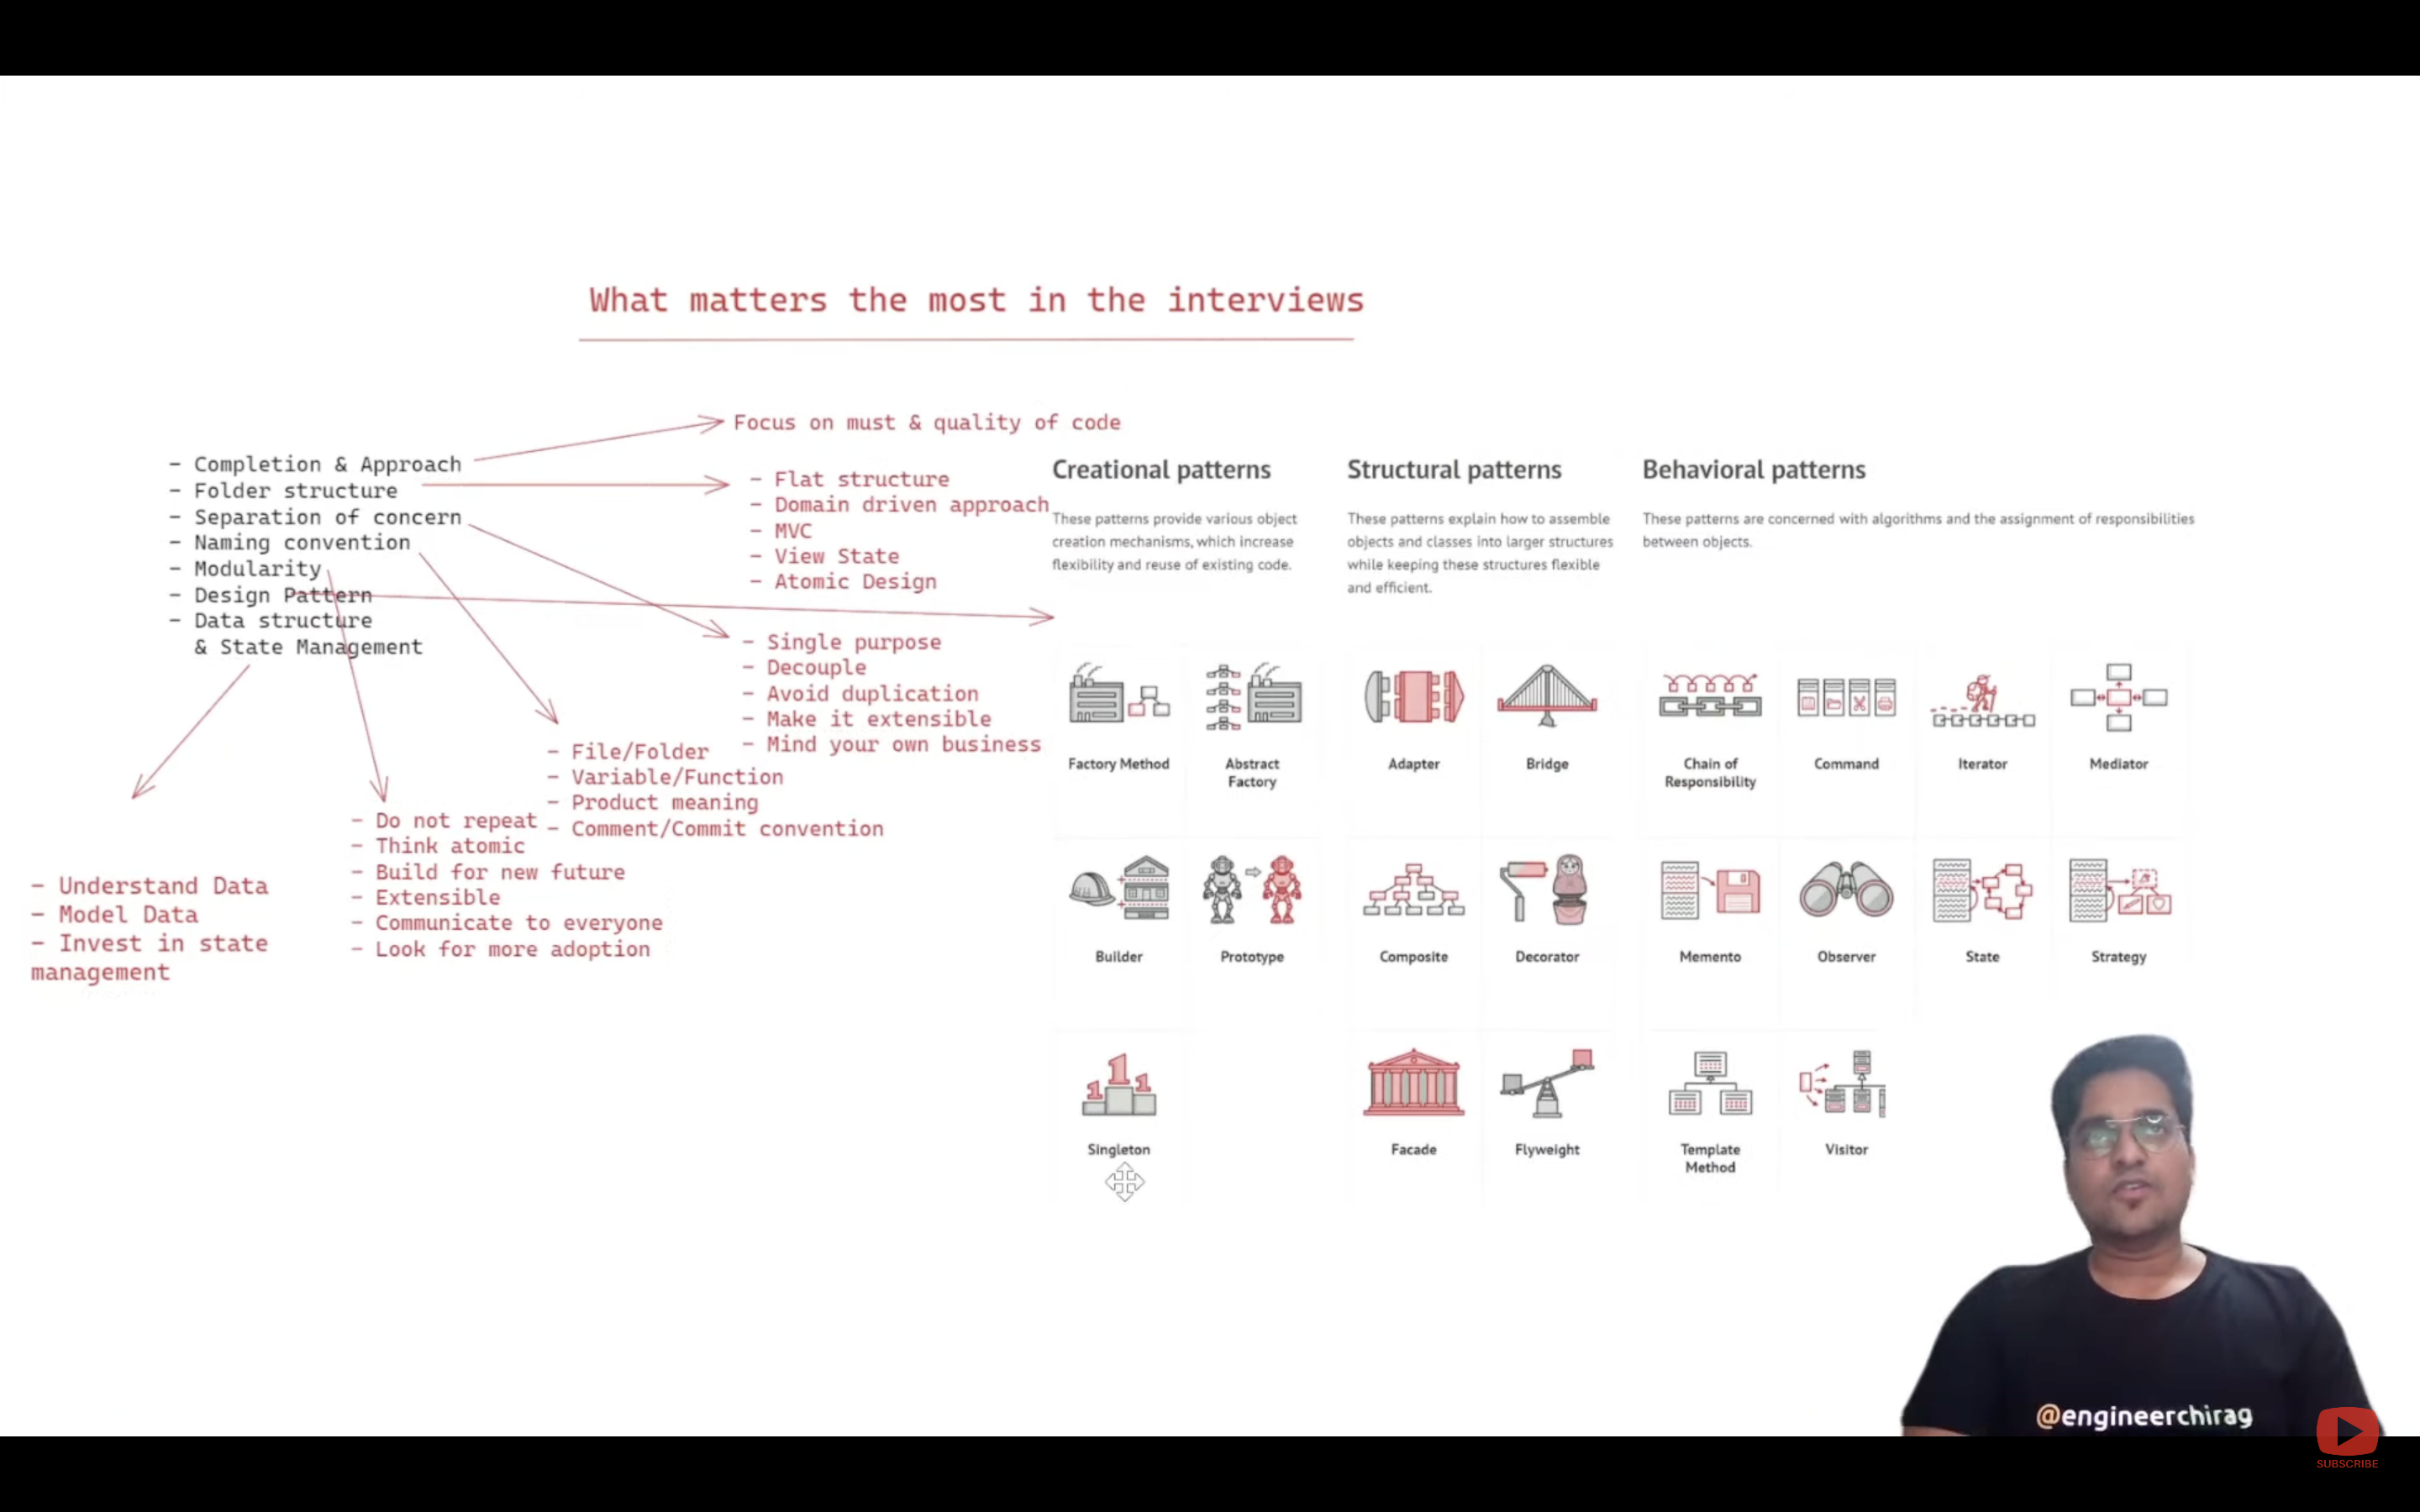 What matters the most in the interviews
- Completion & Approach
- Folder structure
- Separation of concern
- Naming convention
- Modularity
- Design Pattern
- Data structure
& State Management
Focus on must & quality of code
- Flat structure
- Domain driven approach
- MVC
- View State
- Atomic Design
- Single purpose
- Decouple
- Avoid duplication
- Make it extensible
- Mind your own business
- File/Folder
- Variable/Function
- Product meaning
- Comment/Commit convention
- Do not repeat
- Think atomic
- Build for new future
- Extensible
- Communicate to everyone
- Look for more adoption
- Understand Data
- Model Data
- Invest in state
management
Creational patterns
These patterns provide various object
creation mechanisms, which increase
flexibility and reuse of existing code.
Factory Method
Abstract
Factory
Builder
Prototype
Singleton
Structural patterns
These patterns explain how to assemble
objects and classes into larger structures
while keeping these structures flexible
and efficient.
Adapter
Bridge
Composite
Decorator
Facade
Flyweight
Behavioral patterns
These patterns are concerned with algorithms and the assignment of responsibilities
between objects.
Chain of
Responsibility
Command
Iterator
Mediator
Memento
Observer
State
Strategy
Template
Method
Visitor
@engineerchirag
SUBSCRIBE